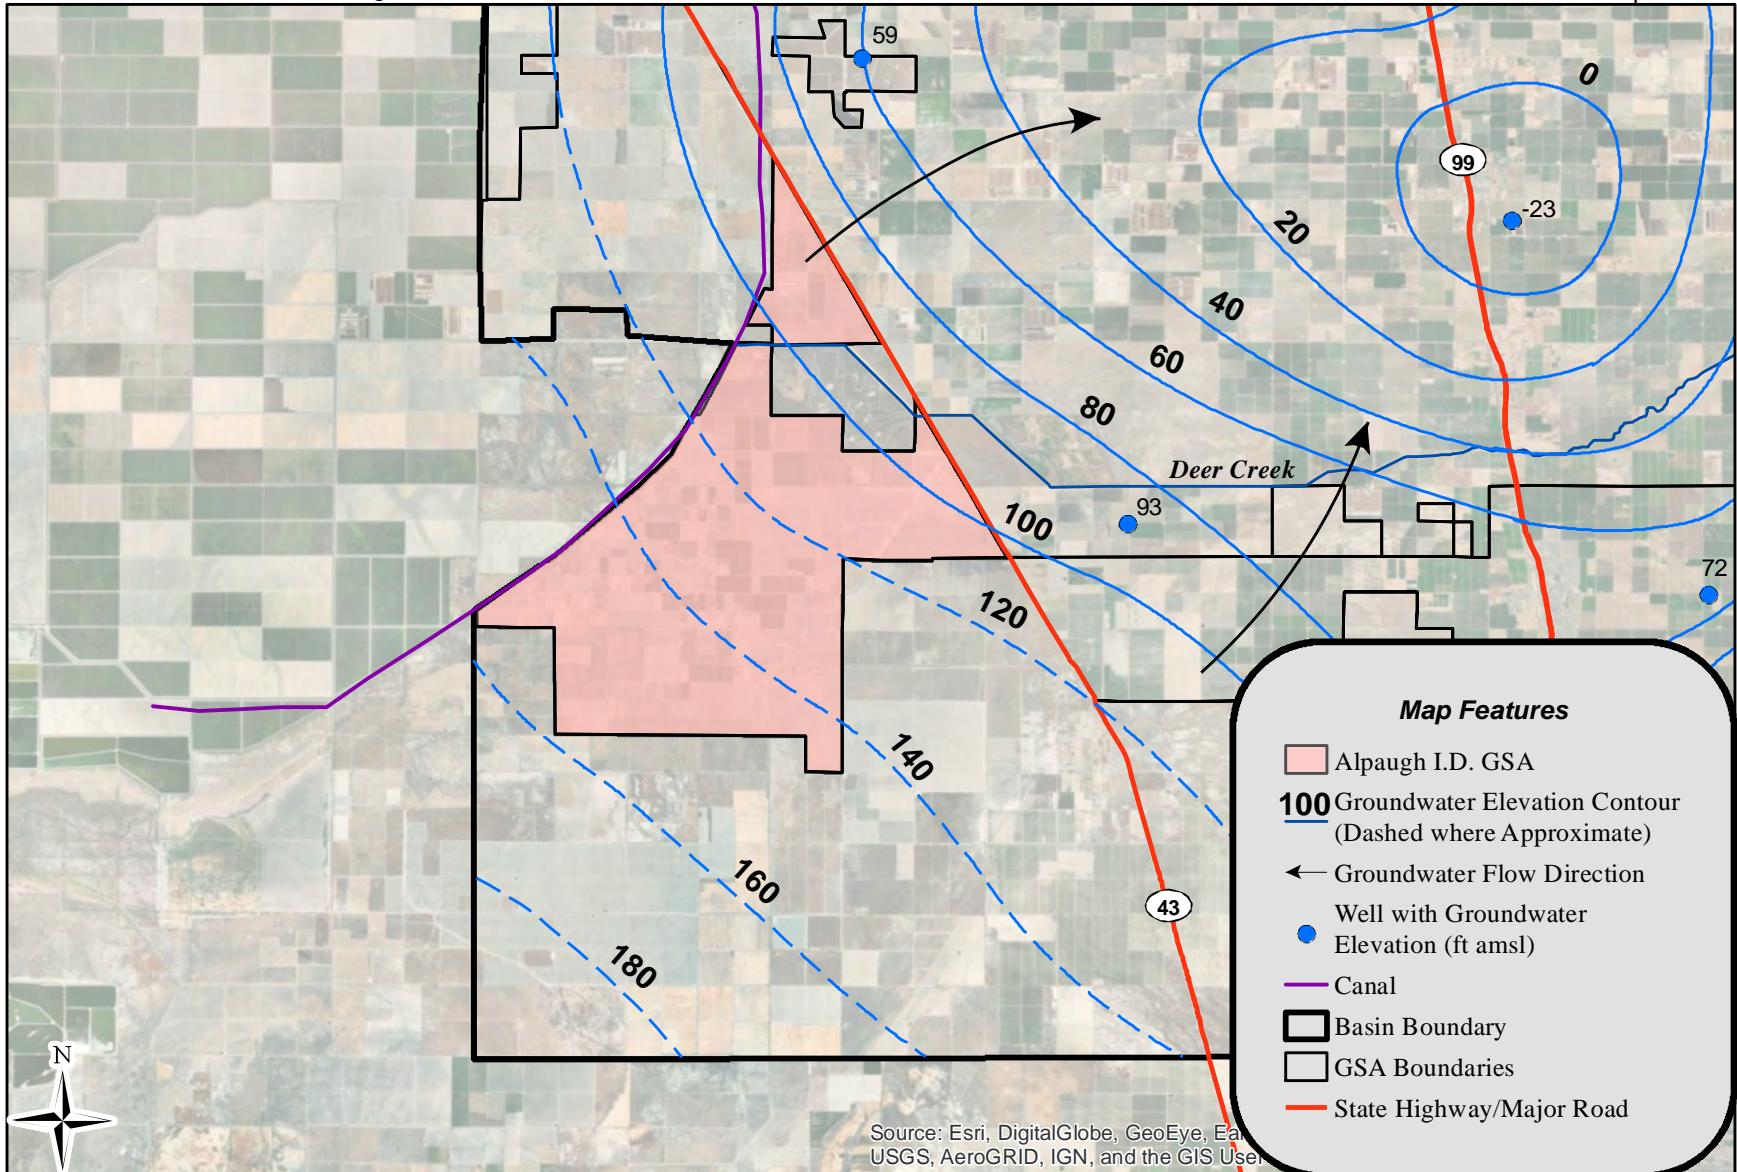 59
0
99
-23
20
40
60
80
Deer Creek
93
100
72
120
140
160
180
43
Map Features
Alpaugh I.D. GSA
100 Groundwater Elevation Contour
(Dashed where Approximate)
Groundwater Flow Direction
Well with Groundwater
Elevation (ft amsl)
Canal
Basin Boundary
GSA Boundaries
State Highway/Major Road
N
Source: Esri, DigitalGlobe, GeoEye,
USGS, AeroGRID, IGN, and the GIS User